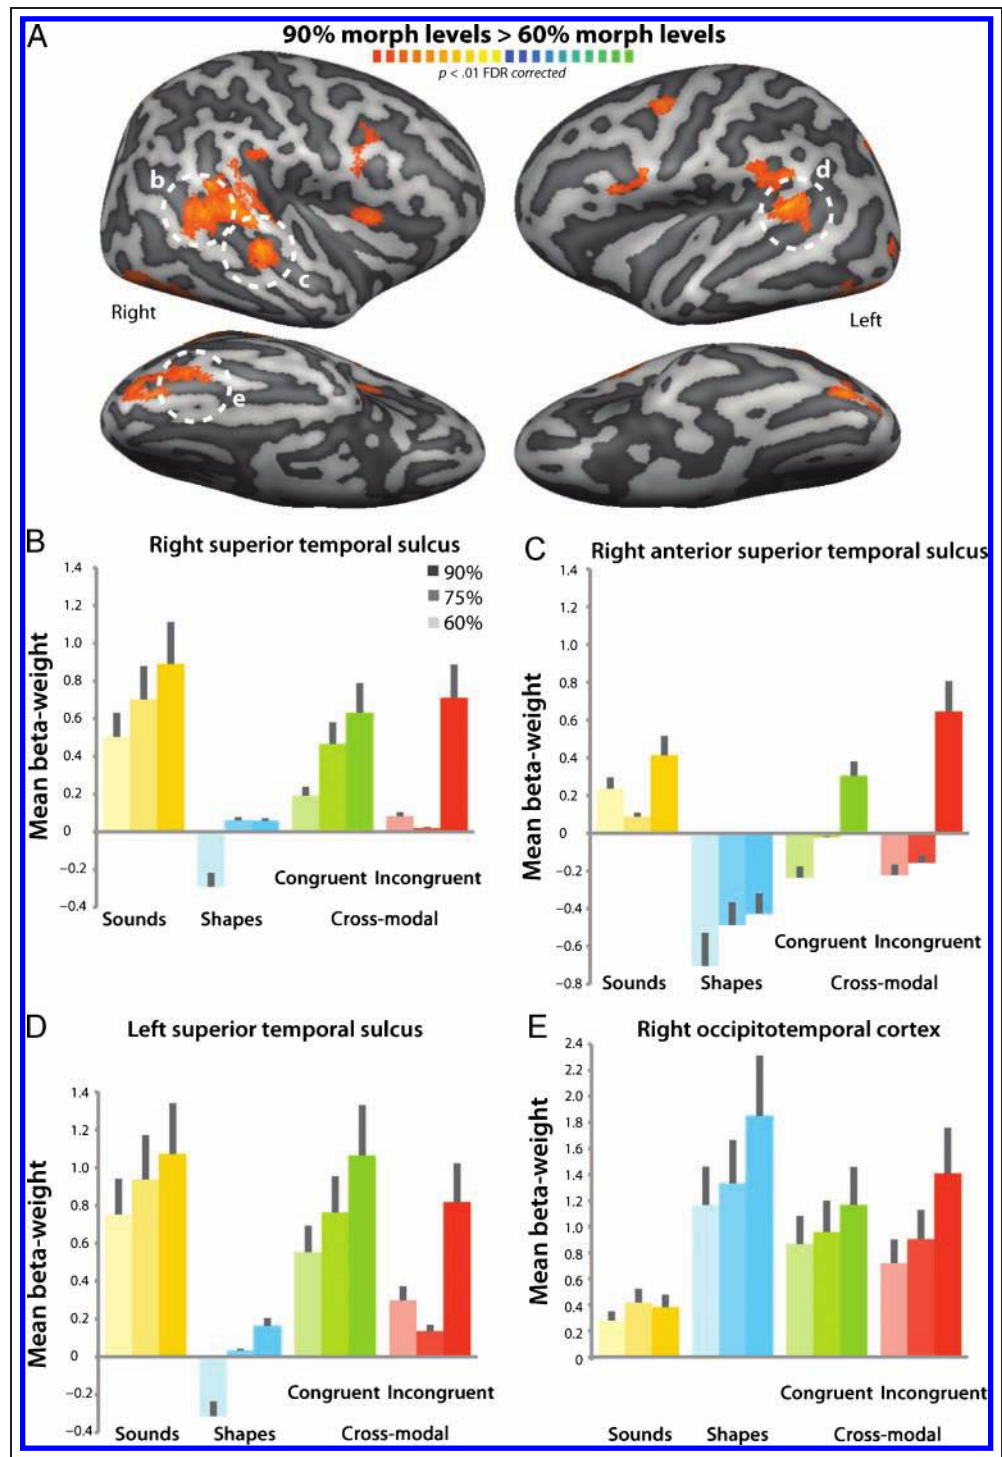 A
90% morph levels > 60% morph levels
p < .01 FDR corrected
b
c
d
Right
Left
e
B
Right superior temporal sulcus
90%
75%
60%
Mean beta-weight
1.4
1.2
1.0
0.8
0.6
0.4
0.2
0
−0.2
−0.4
Congruent Incongruent
Sounds Shapes Cross-modal
C
Right anterior superior temporal sulcus
Mean beta-weight
1.4
1.2
1.0
0.8
0.6
0.4
0.2
0
−0.2
−0.4
−0.6
−0.8
Congruent Incongruent
Sounds Shapes Cross-modal
D
Left superior temporal sulcus
Mean beta-weight
1.4
1.2
1.0
0.8
0.6
0.4
0.2
0
−0.2
−0.4
Congruent Incongruent
Sounds Shapes Cross-modal
E
Right occipitotemporal cortex
Mean beta-weight
2.4
2.2
2.0
1.8
1.6
1.4
1.2
1.0
0.8
0.6
0.4
0.2
0
Congruent Incongruent
Sounds Shapes Cross-modal